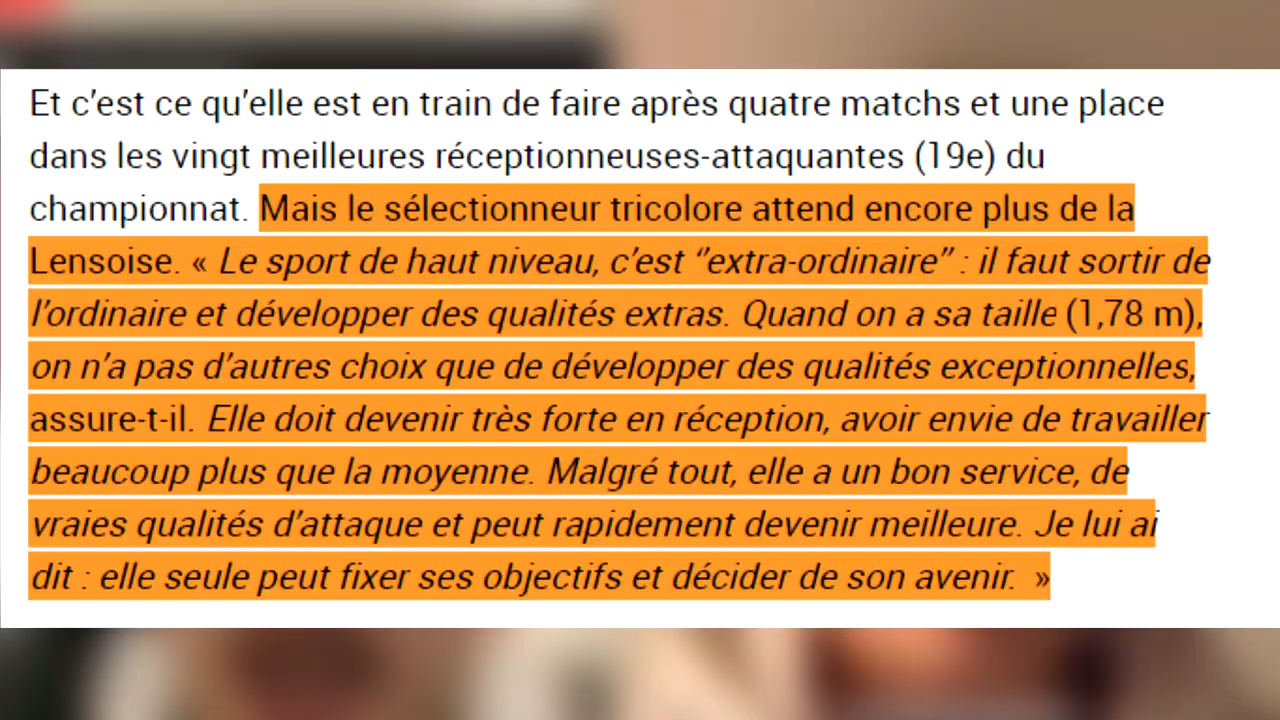 Et c’est ce qu’elle est en train de faire après quatre matchs et une place
dans les vingt meilleures réceptionneuses-attaquantes (19e) du
championnat. Mais le sélectionneur tricolore attend encore plus de la
Lensoise. « Le sport de haut niveau, c’est ‘’extra-ordinaire’’ : il faut sortir de
l’ordinaire et développer des qualités extras. Quand on a sa taille (1,78 m),
on n’a pas d’autres choix que de développer des qualités exceptionnelles,
assure-t-il. Elle doit devenir très forte en réception, avoir envie de travailler
beaucoup plus que la moyenne. Malgré tout, elle a un bon service, de
vraies qualités d’attaque et peut rapidement devenir meilleure. Je lui ai
dit : elle seule peut fixer ses objectifs et décider de son avenir. »